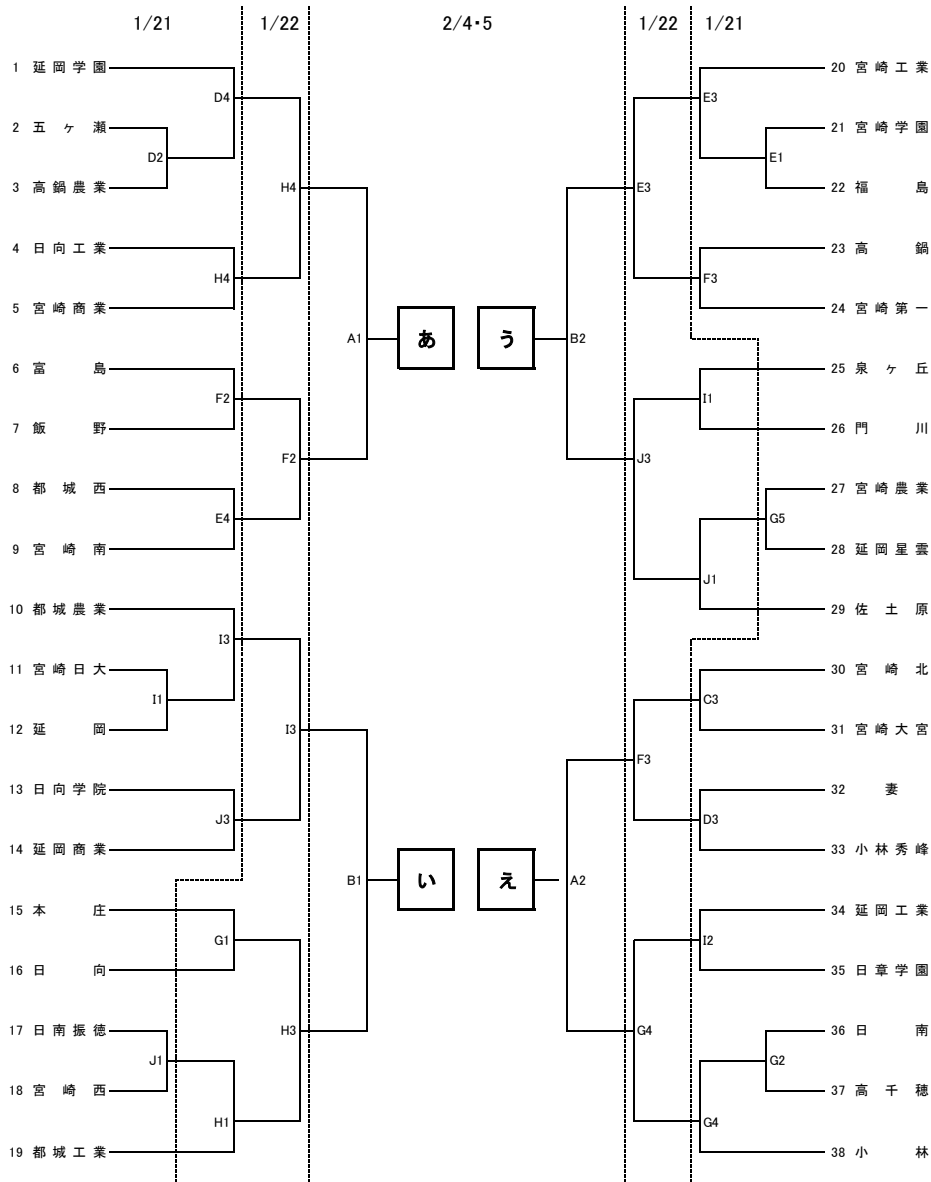 1/21 1/22 2/4・5 1/22 1/21
1 延岡学園
20 宮崎工業
D4
E3
2 五ヶ瀬
21 宮崎学園
D2
E1
3 高鍋農業
H4
E3
22 福島
4 日向工業
23 高鍋
H4
F3
5 宮崎商業
24 宮崎第一
A1
あ
う
B2
6 富島
25 泉ヶ丘
F2
I1
7 飯野
26 門川
F2
J3
8 都城西
27 宮崎農業
E4
G5
9 宮崎南
28 延岡星雲
J1
10 都城農業
29 佐土原
I3
11 宮崎日大
30 宮崎北
I1
C3
12 延岡
31 宮崎大宮
I3
F3
13 日向学院
32 妻
J3
D3
14 延岡商業
33 小林秀峰
B1
い
え
A2
15 本庄
34 延岡工業
G1
I2
16 日向
35 日章学園
17 日南振徳
H3
G4
36 日南
J1
G2
18 宮崎西
37 高千穂
H1
G4
19 都城工業
38 小林